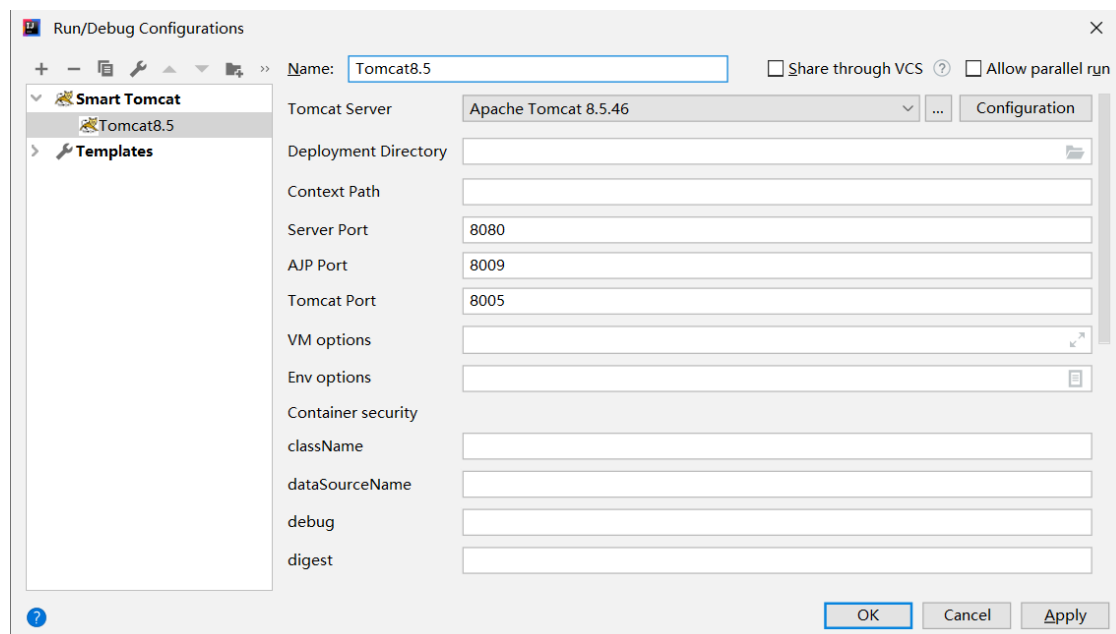 Run/Debug Configurations
Name: Tomcat8.5 Share through VCS ? Allow parallel run
Smart Tomcat
Tomcat8.5
Templates
Tomcat Server Apache Tomcat 8.5.46 ... Configuration
Deployment Directory
Context Path
Server Port 8080
AJP Port 8009
Tomcat Port 8005
VM options
Env options
Container security
className
dataSourceName
debug
digest
? OK Cancel Apply